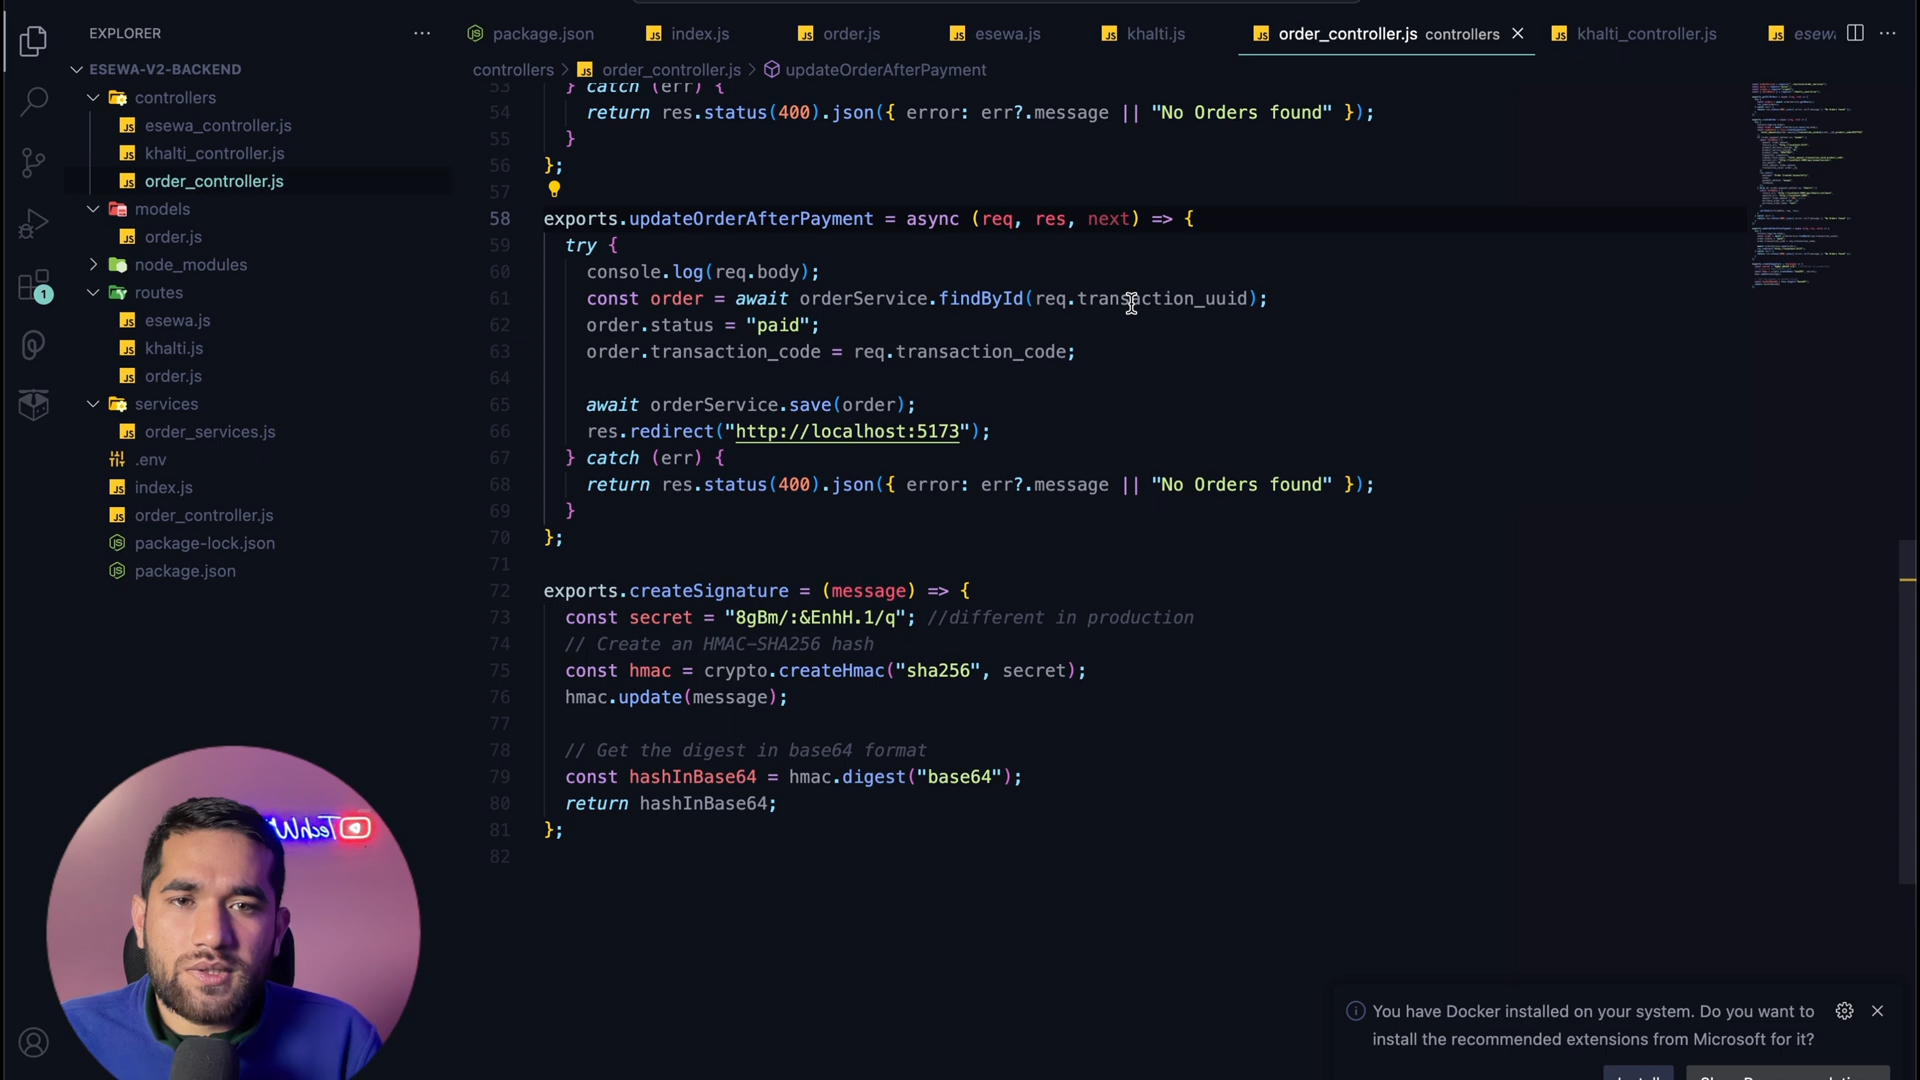 EXPLORER
ESEWA-V2-BACKEND
controllers
esewa_controller.js
khalti_controller.js
order_controller.js
models
order.js
node_modules
routes
esewa.js
khalti.js
order.js
services
order_services.js
.env
index.js
order_controller.js
package-lock.json
package.json
1
package.json index.js order.js esewa.js khalti.js order_controller.js controllers khalti_controller.js
controllers > order_controller.js > updateOrderAfterPayment
53 } catch (err) {
54 return res.status(400).json({ error: err?.message || "No Orders found" });
55 }
56 };
57
58 exports.updateOrderAfterPayment = async (req, res, next) => {
59 try {
60 console.log(req.body);
61 const order = await orderService.findById(req.transaction_uuid);
62 order.status = "paid";
63 order.transaction_code = req.transaction_code;
64
65 await orderService.save(order);
66 res.redirect("http://localhost:5173");
67 } catch (err) {
68 return res.status(400).json({ error: err?.message || "No Orders found" });
69 }
70 };
71
72 exports.createSignature = (message) => {
73 const secret = "8gBm/:&EnhH.1/q"; //different in production
74 // Create an HMAC-SHA256 hash
75 const hmac = crypto.createHmac("sha256", secret);
76 hmac.update(message);
77
78 // Get the digest in base64 format
79 const hashInBase64 = hmac.digest("base64");
80 return hashInBase64;
81 };
82
You have Docker installed on your system. Do you want to
install the recommended extensions from Microsoft for it?